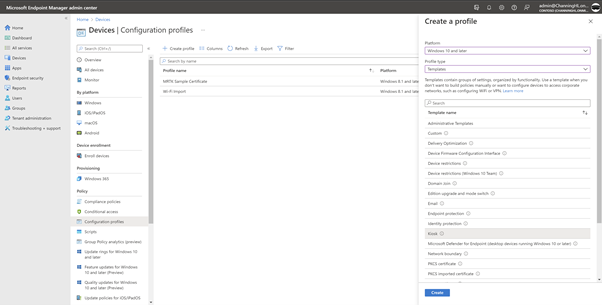 Microsoft Endpoint Manager admin center
Home
Dashboard
All services
Devices
Apps
Endpoint security
Reports
Users
Groups
Tenant administration
Troubleshooting + support
Home > Devices
Devices | Configuration profiles ...
Search (Ctrl+/)
Overview
All devices
Monitor
By platform
Windows
iOS/iPadOS
macOS
Android
Device enrollment
Enroll devices
Provisioning
Windows 365
Policy
Compliance policies
Conditional access
Configuration profiles
Scripts
Group Policy analytics (preview)
Update rings for Windows
10 and later
Feature updates for Windows
10 and later (Preview)
Quality updates for Windows
10 and later (Preview)
Update policies for iOS/iPadOS
+ Create profile
Columns
Refresh
Export
Filter
Search by name
Profile name
Platform
MRTK Sample Certificate
Windows 8.1 and later
Wi-Fi Import
Windows 8.1 and later
Create a profile
Platform
Windows 10 and later
Profile type
Templates
Templates contain groups of settings, organized by functionality. Use a template when you
don't want to build policies manually or want to configure devices to access corporate
networks, such as configuring WiFi or VPN. Learn more
Search
Template name
Administrative Templates
Custom
Delivery Optimization
Device Firmware Configuration Interface
Device restrictions
Device restrictions (Windows 10 Team)
Domain Join
Edition upgrade and mode switch
Email
Endpoint protection
Identity protection
Kiosk
Microsoft Defender for Endpoint (desktop devices running Windows 10 or later)
Network boundary
PKCS certificate
PKCS imported certificate
Create